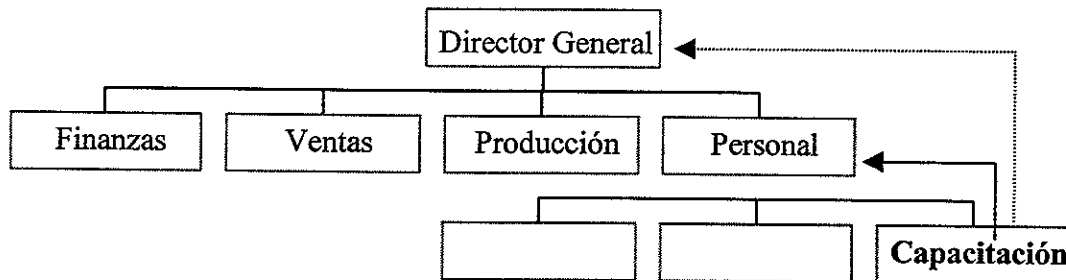 Director General
Finanzas
Ventas
Producción
Personal
Capacitación